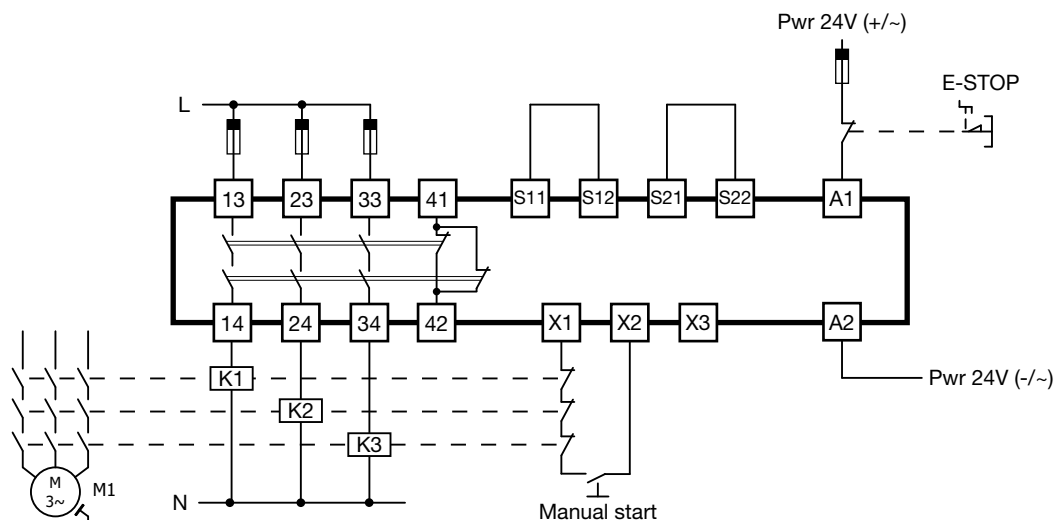 Pwr 24V (+/~)
E-STOP
L
13 23 33 41 S11 S12 S21 S22 A1
14 24 34 42 X1 X2 X3 A2
K1
Pwr 24V (-/~)
K2
K3
M
3~
M1
N
Manual start